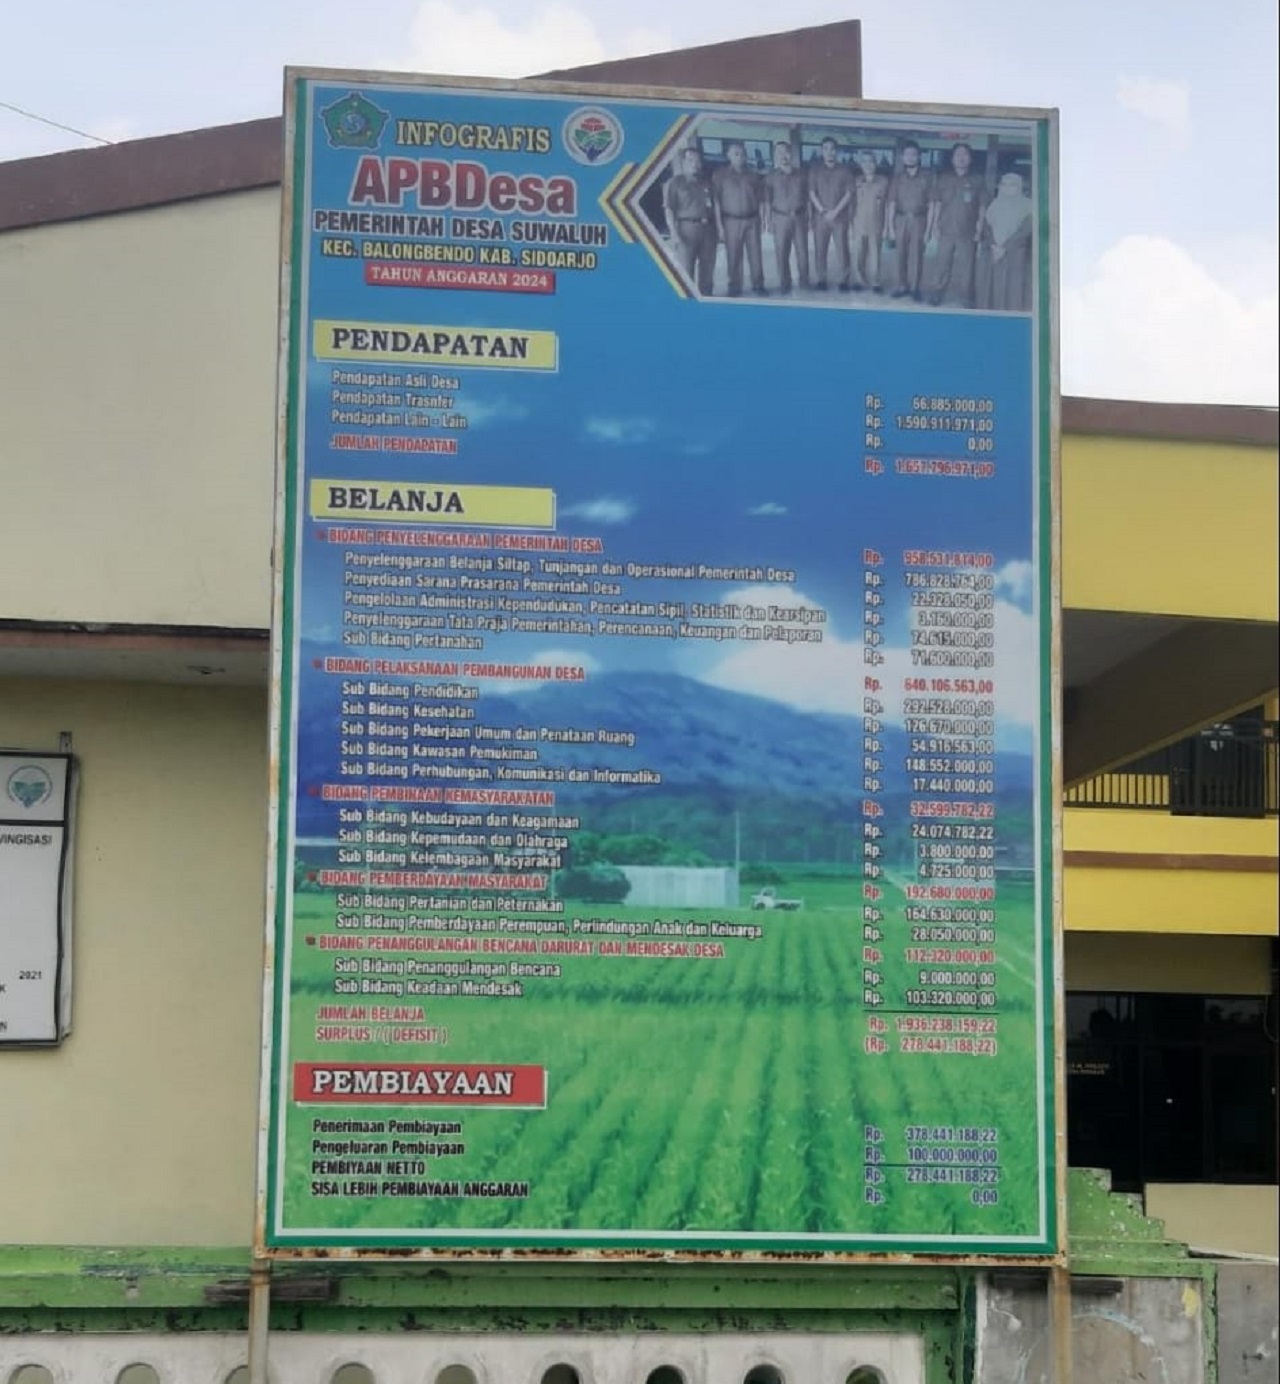 INFOGRAFIS
APBDesa
PEMERINTAH DESA SUWALUH
KEC. BALONGBENDO KAB. SIDOARJO
TAHUN ANGGARAN 2024
PENDAPATAN
Pendapatan Asli Desa Rp. 66.885.000,00
Pendapatan Trasnfer Rp. 1.590.911.971,00
Pendapatan Lain - Lain Rp. 0,00
JUMLAH PENDAPATAN Rp. 1.657.796.971,00
BELANJA
BIDANG PENYELENGGARAAN PEMERINTAH DESA Rp. 958.531.814,00
Penyelenggaraan Belanja Siltap, Tunjangan dan Operasional Pemerintah Desa Rp. 786.828.764,00
Penyediaan Sarana Prasarana Pemerintah Desa Rp. 22.328.050,00
Pengelolaan Administrasi Kependudukan, Pencatatan Sipil, Statistik dan Kearsipan Rp. 3.160.000,00
Penyelenggaraan Tata Praja Pemerintahan, Perencanaan, Keuangan dan Pelaporan Rp. 74.615.000,00
Sub Bidang Pertanahan Rp. 71.600.000,00
BIDANG PELAKSANAAN PEMBANGUNAN DESA Rp. 640.106.563,00
Sub Bidang Pendidikan Rp. 292.528.000,00
Sub Bidang Kesehatan Rp. 126.670.000,00
Sub Bidang Pekerjaan Umum dan Penataan Ruang Rp. 54.916.563,00
Sub Bidang Kawasan Pemukiman Rp. 148.552.000,00
Sub Bidang Perhubungan, Komunikasi dan Informatika Rp. 17.440.000,00
BIDANG PEMBINAAN KEMASYARAKATAN Rp. 32.599.782,22
Sub Bidang Kebudayaan dan Keagamaan Rp. 24.074.782,22
Sub Bidang Kepemudaan dan Olahraga Rp. 3.800.000,00
Sub Bidang Kelembagaan Masyarakat Rp. 4.725.000,00
BIDANG PEMBERDAYAAN MASYARAKAT Rp. 192.680.000,00
Sub Bidang Pertanian dan Peternakan Rp. 164.630.000,00
Sub Bidang Pemberdayaan Perempuan, Perlindungan Anak dan Keluarga Rp. 28.050.000,00
BIDANG PENANGGULANGAN BENCANA DARURAT DAN MENDESAK DESA Rp. 112.320.000,00
Sub Bidang Penanggulangan Bencana Rp. 9.000.000,00
Sub Bidang Keadaan Mendesak Rp. 103.320.000,00
JUMLAH BELANJA Rp. 1.936.238.159,22
SURPLUS / ( DEFISIT ) (Rp. 278.441.188,22)
PEMBIAYAAN
Penerimaan Pembiayaan Rp. 378.441.188,22
Pengeluaran Pembiayaan Rp. 100.000.000,00
PEMBIYAAN NETTO Rp. 278.441.188,22
SISA LEBIH PEMBIAYAAN ANGGARAN Rp. 0,00
VINGISASI
2021
K
N